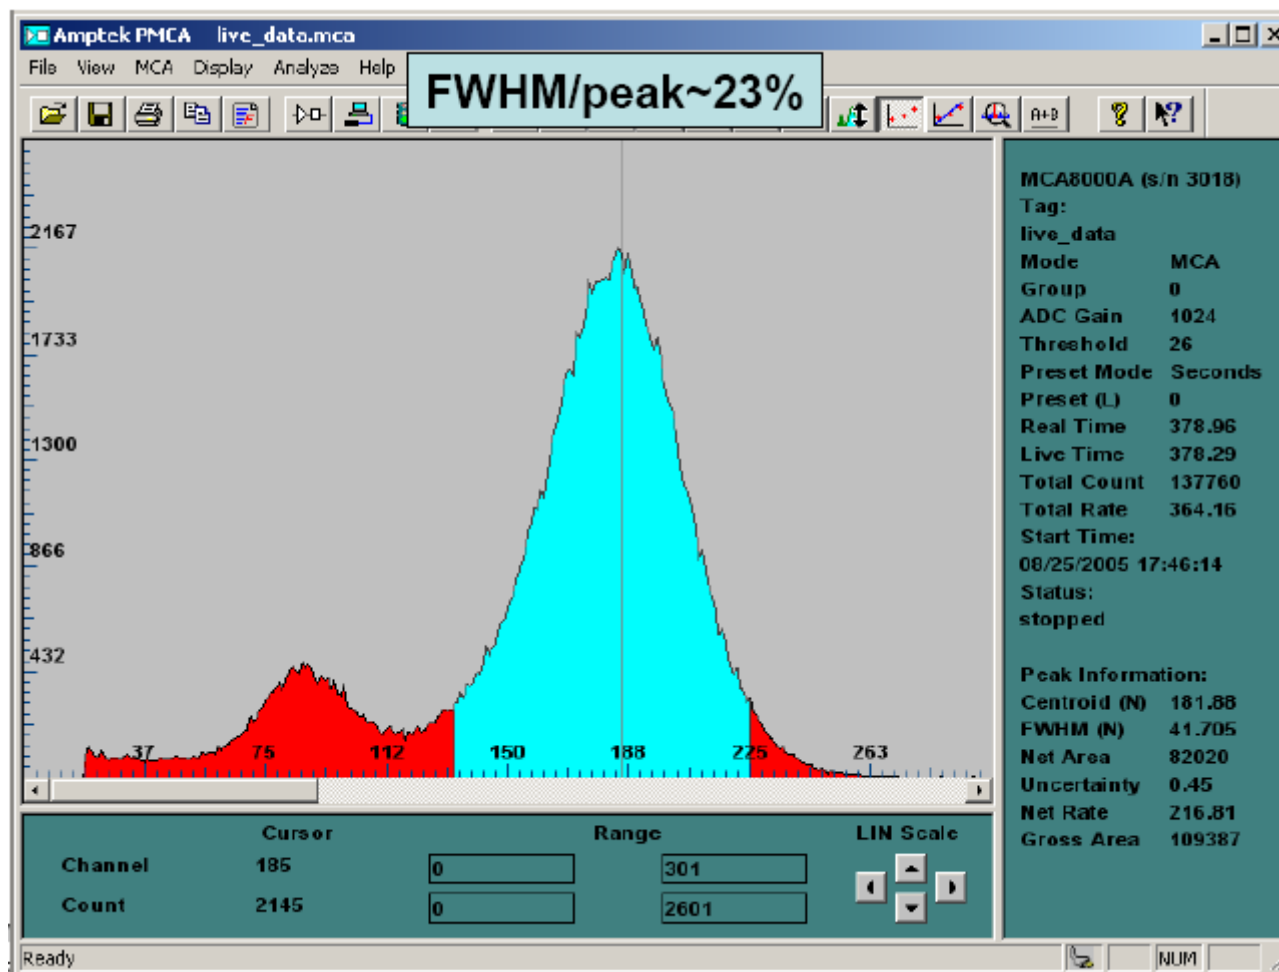 Amptek PMCA live_data.mca
File View MCA Display Analyze Help
FWHM/peak~23%
A+B
2167
1733
1300
866
432
37 75 112 150 188 225 263
MCA8000A (s/n 3018)
Tag:
live_data
Mode MCA
Group 0
ADC Gain 1024
Threshold 26
Preset Mode Seconds
Preset (L) 0
Real Time 378.96
Live Time 378.29
Total Count 137760
Total Rate 364.16
Start Time:
08/25/2005 17:46:14
Status:
stopped
Peak Information:
Centroid (N) 181.88
FWHM (N) 41.705
Net Area 82020
Uncertainty 0.45
Net Rate 216.81
Gross Area 109387
Cursor Range LIN Scale
Channel 185 0 301
Count 2145 0 2601
Ready NUM